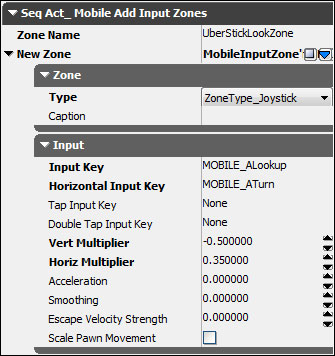 Seq Act_ Mobile Add Input Zones
Zone Name UberStickLookZone
New Zone MobileInputZone'
Zone
Type ZoneType_Joystick
Caption
Input
Input Key MOBILE_ALookup
Horizontal Input Key MOBILE_ATurn
Tap Input Key None
Double Tap Input Key None
Vert Multiplier -0.500000
Horiz Multiplier 0.350000
Acceleration 0.000000
Smoothing 0.000000
Escape Velocity Strength 0.000000
Scale Pawn Movement